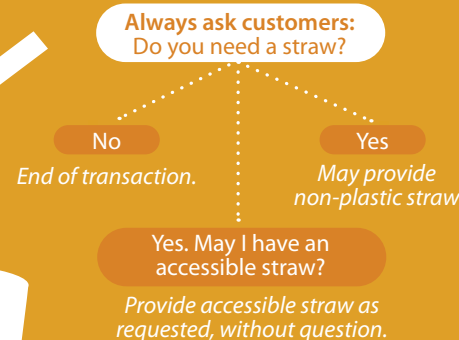 Always ask customers:
Do you need a straw?
No
End of transaction.
Yes
May provide
non-plastic straw
Yes. May I have an
accessible straw?
Provide accessible straw as
requested, without question.